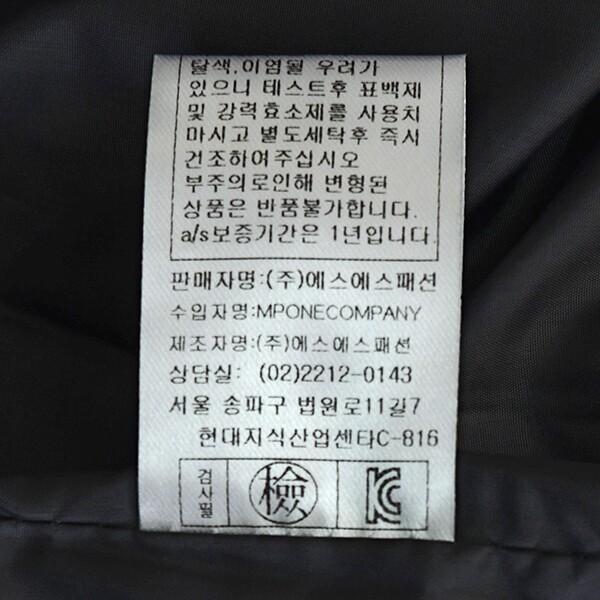 탈색.이염될 우려가
있으니 테스트후 표백제
및 강력효소제를 사용치
마시고 별도세탁후 즉시
건조하여주십시오
부주의로인해 변형된
상품은 반품불가합니다.
a/s보증기간은 1년입니다.
판매자명:(주)에스에스패션
수입자명:MPONECOMPANY
제조자명:(주)에스에스패션
상담실: (02)2212-0143
서울 송파구 법원로11길7
현대지식산업센타C-816
검사필 檢 KC